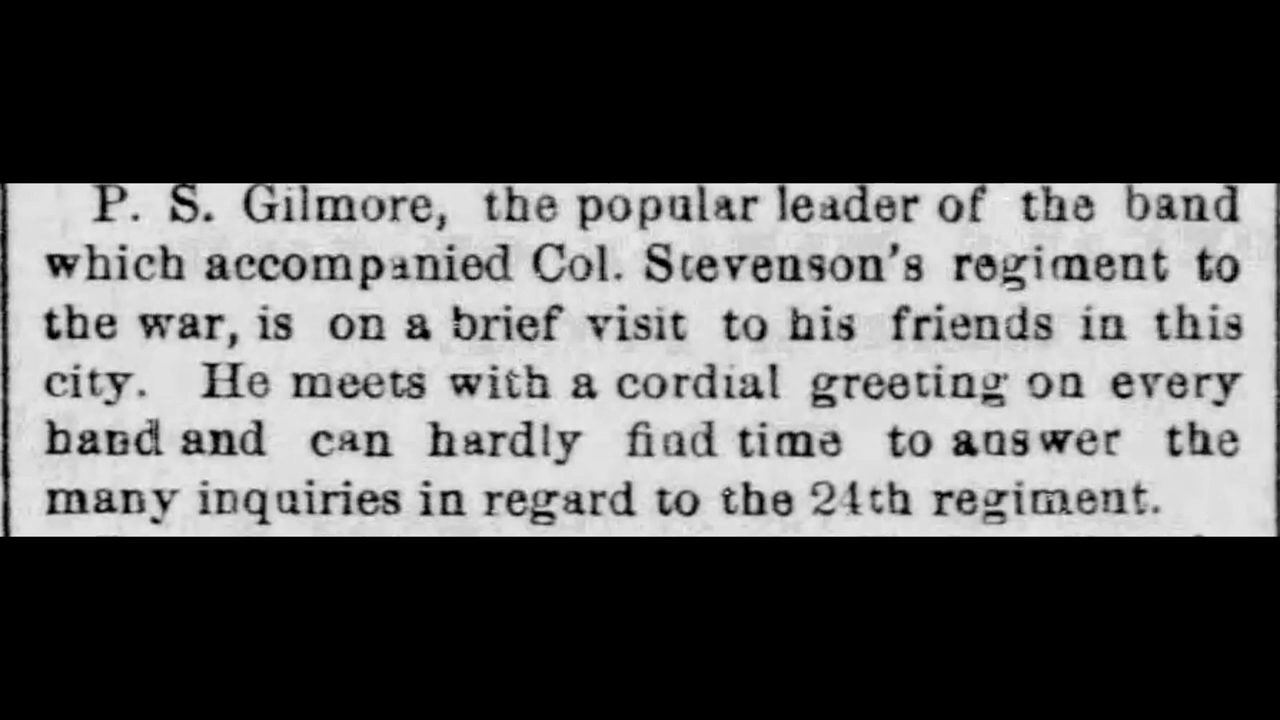 P. S. Gilmore, the popular leader of the band
which accompanied Col. Stevenson's regiment to
the war, is on a brief visit to his friends in this
city. He meets with a cordial greeting on every
hand and can hardly find time to answer the
many inquiries in regard to the 24th regiment.